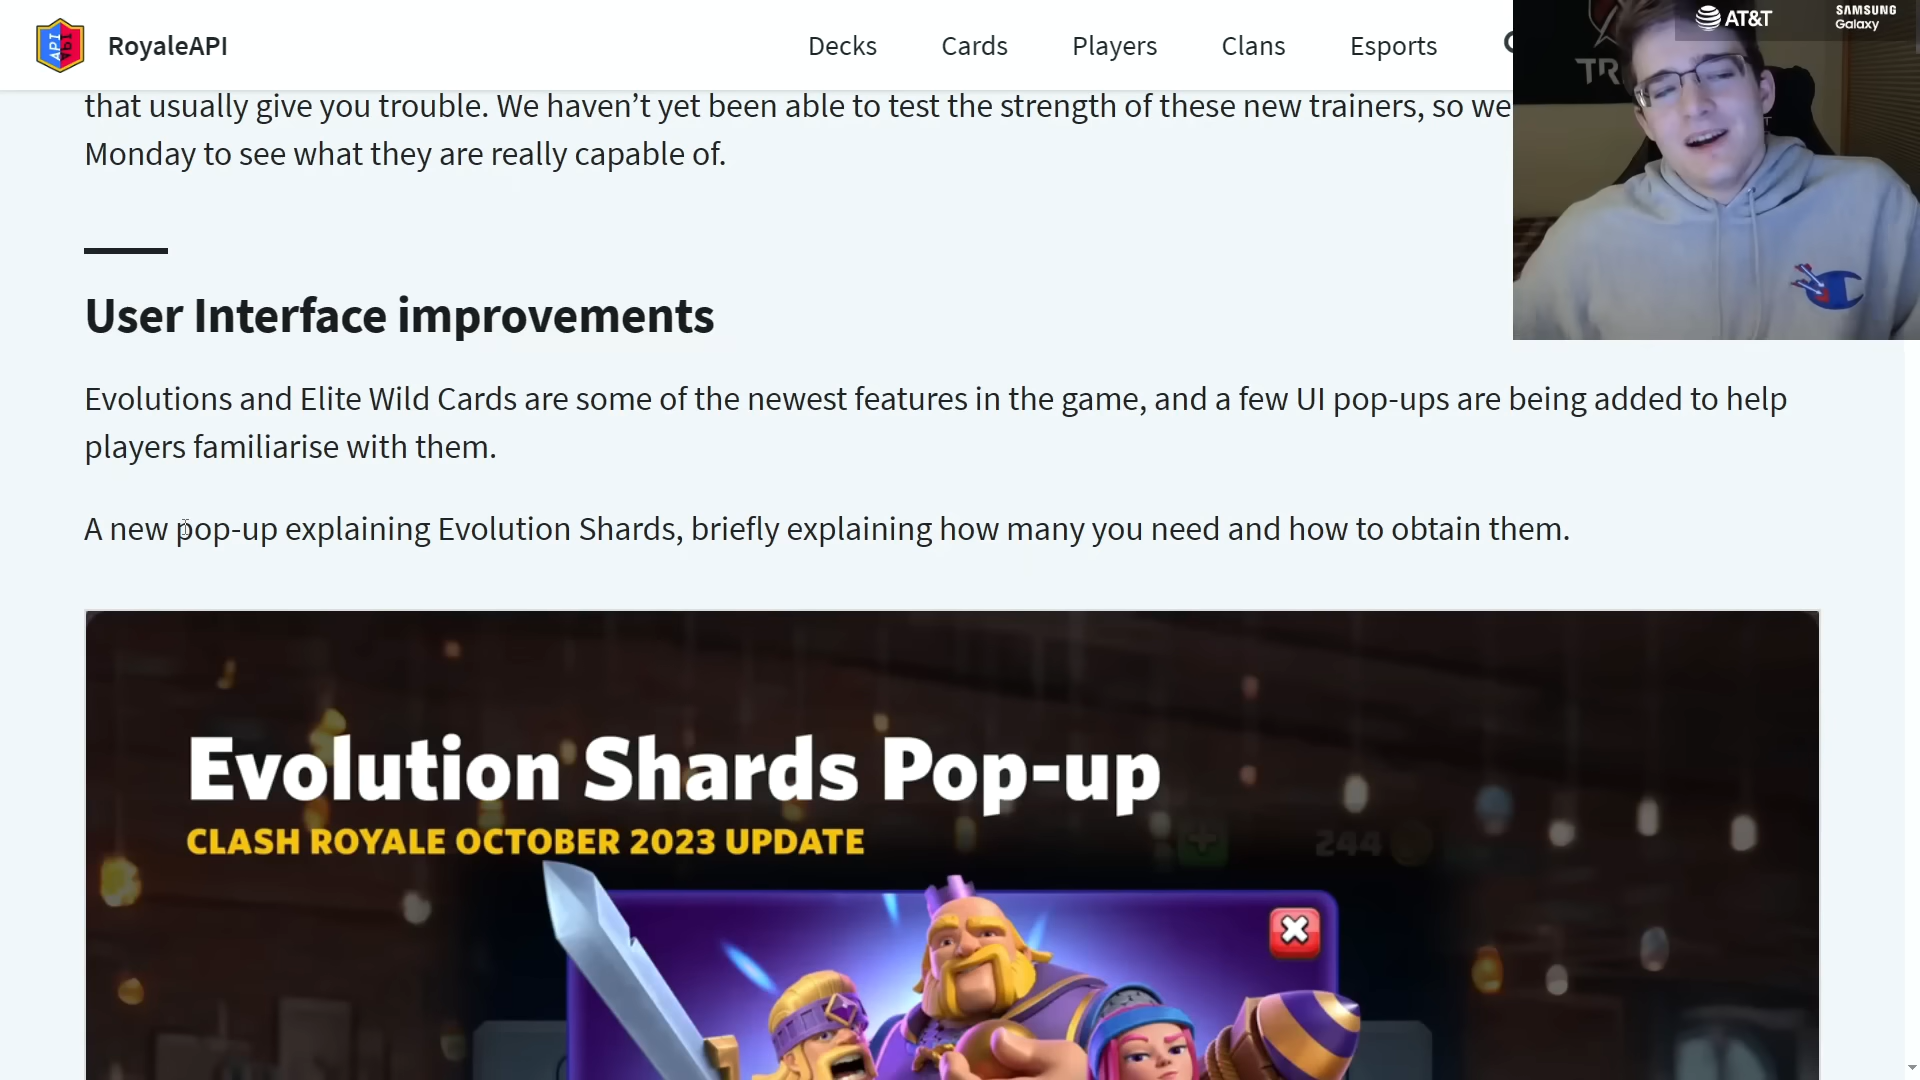 RoyaleAPI
Decks Cards Players Clans Esports
AT&T
SAMSUNG
Galaxy
that usually give you trouble. We haven’t yet been able to test the strength of these new trainers, so we
Monday to see what they are really capable of.
User Interface improvements
Evolutions and Elite Wild Cards are some of the newest features in the game, and a few UI pop-ups are being added to help
players familiarise with them.
A new pop-up explaining Evolution Shards, briefly explaining how many you need and how to obtain them.
Evolution Shards Pop-up
CLASH ROYALE OCTOBER 2023 UPDATE
244